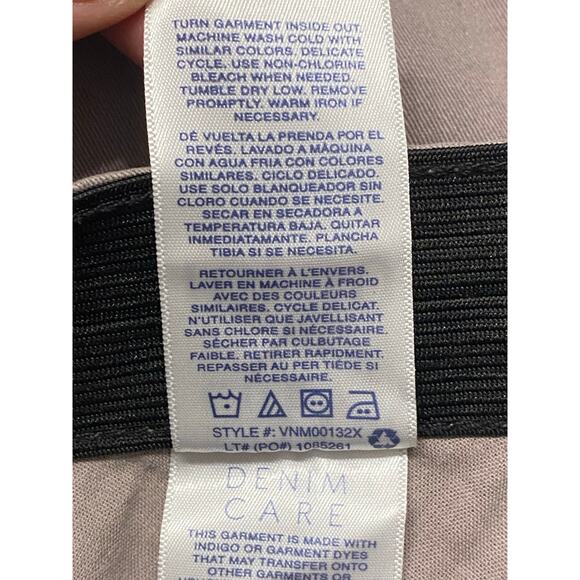 TURN GARMENT INSIDE OUT.
MACHINE WASH COLD WITH
SIMILAR COLORS. DELICATE
CYCLE. USE NON-CHLORINE
BLEACH WHEN NEEDED.
TUMBLE DRY LOW. REMOVE
PROMPTLY. WARM IRON IF
NECESSARY.
DÉ VUELTA LA PRENDA POR EL
REVÉS. LAVADO A MÁQUINA
CON AGUA FRIA CON COLORES
SIMILARES. CICLO DELICADO.
USE SOLO BLANQUEADOR SIN
CLORO CUANDO SE NECESITE.
SECAR EN SECADORA A
TEMPERATURA BAJA. QUITAR
INMEDIATAMENTE. PLANCHA
TIBIA SI SE NECESITA.
RETOURNER À L'ENVERS.
LAVER EN MACHINE À FROID
AVEC DES COULEURS
SIMILAIRES. CYCLE DÉLICAT.
N'UTILISER QUE JAVELLISANT
SANS CHLORE SI NÉCESSAIRE.
SÉCHER PAR CULBUTAGE
FAIBLE. RETIRER RAPIDMENT.
REPASSER AU PER TIÈDE SI
NÉCESSAIRE.
STYLE #: VNM00132X
LT# (PO#) 1085261
DENIM
CARE
THIS GARMENT IS MADE WITH
INDIGO OR GARMENT DYES
THAT MAY TRANSFER ONTO
OTHER GARMENTS OR